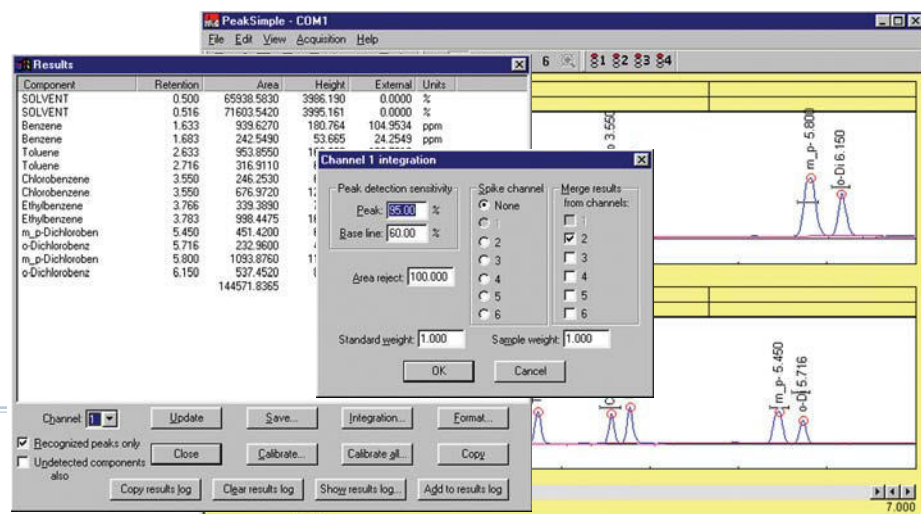 PeakSimple - COM1
File Edit View Acquisition Help
6 1 2 3 4
Results
Component Retention Area Height External Units
SOLVENT 0.500 65938.5830 3986.190 0.0000 %
SOLVENT 0.516 71603.5420 3995.161 0.0000 %
Benzene 1.633 939.6270 180.764 104.9534 ppm
Benzene 1.683 242.5490 53.665 24.2549 ppm
Toluene 2.633 953.8550
Toluene 2.716 316.9110
Chlorobenzene 3.550 246.2530
Chlorobenzene 3.550 676.9720
Ethylbenzene 3.766 339.3890
Ethylbenzene 3.783 998.4475
m_p-Dichloroben 5.450 451.4200
o-Dichlorobenz 5.716 232.9600
m_p-Dichloroben 5.800 1093.8760
o-Dichlorobenz 6.150 537.4520
144571.8365
Channel: 1
Update
Save...
Integration...
Format...
Recognized peaks only
Undetected components also
Close
Calibrate...
Calibrate all...
Copy
Copy results log
Clear results log
Show results log...
Add to results log
Channel 1 integration
Peak detection sensitivity
Peak: 95.00 %
Base line: 60.00 %
Area reject: 100.000
Spike channel
None
1
2
3
4
5
6
Merge results
from channels:
1
2
3
4
5
6
Standard weight: 1.000
Sample weight: 1.000
OK
Cancel
3.550
m_p- 5.800
o-Di 6.150
m_p- 5.450
o-Di 5.716
7.000